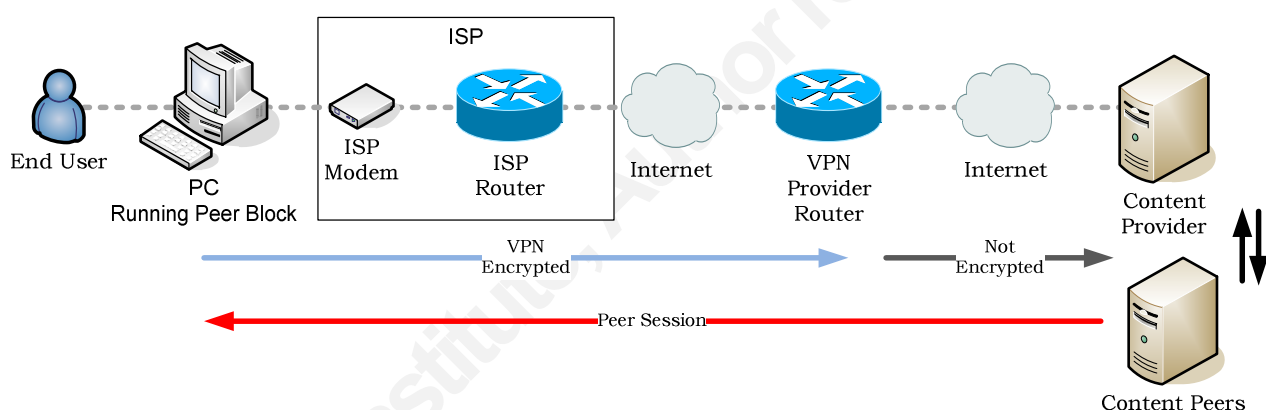 ISP
End User
PC
Running Peer Block
ISP
Modem
ISP
Router
Internet
VPN
Provider
Router
Internet
Content
Provider
VPN
Encrypted
Not
Encrypted
Peer Session
Content Peers